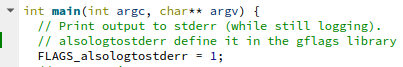 int main(int argc, char** argv) {
// Print output to stderr (while still logging).
// alsologtostderr define it in the gflags library
FLAGS_alsologtostderr = 1;